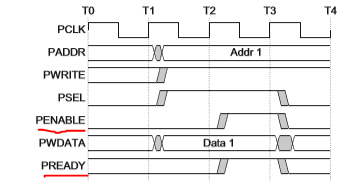 T0 T1 T2 T3 T4
PCLK
PADDR Addr 1
PWRITE
PSEL
PENABLE
PWDATA Data 1
PREADY